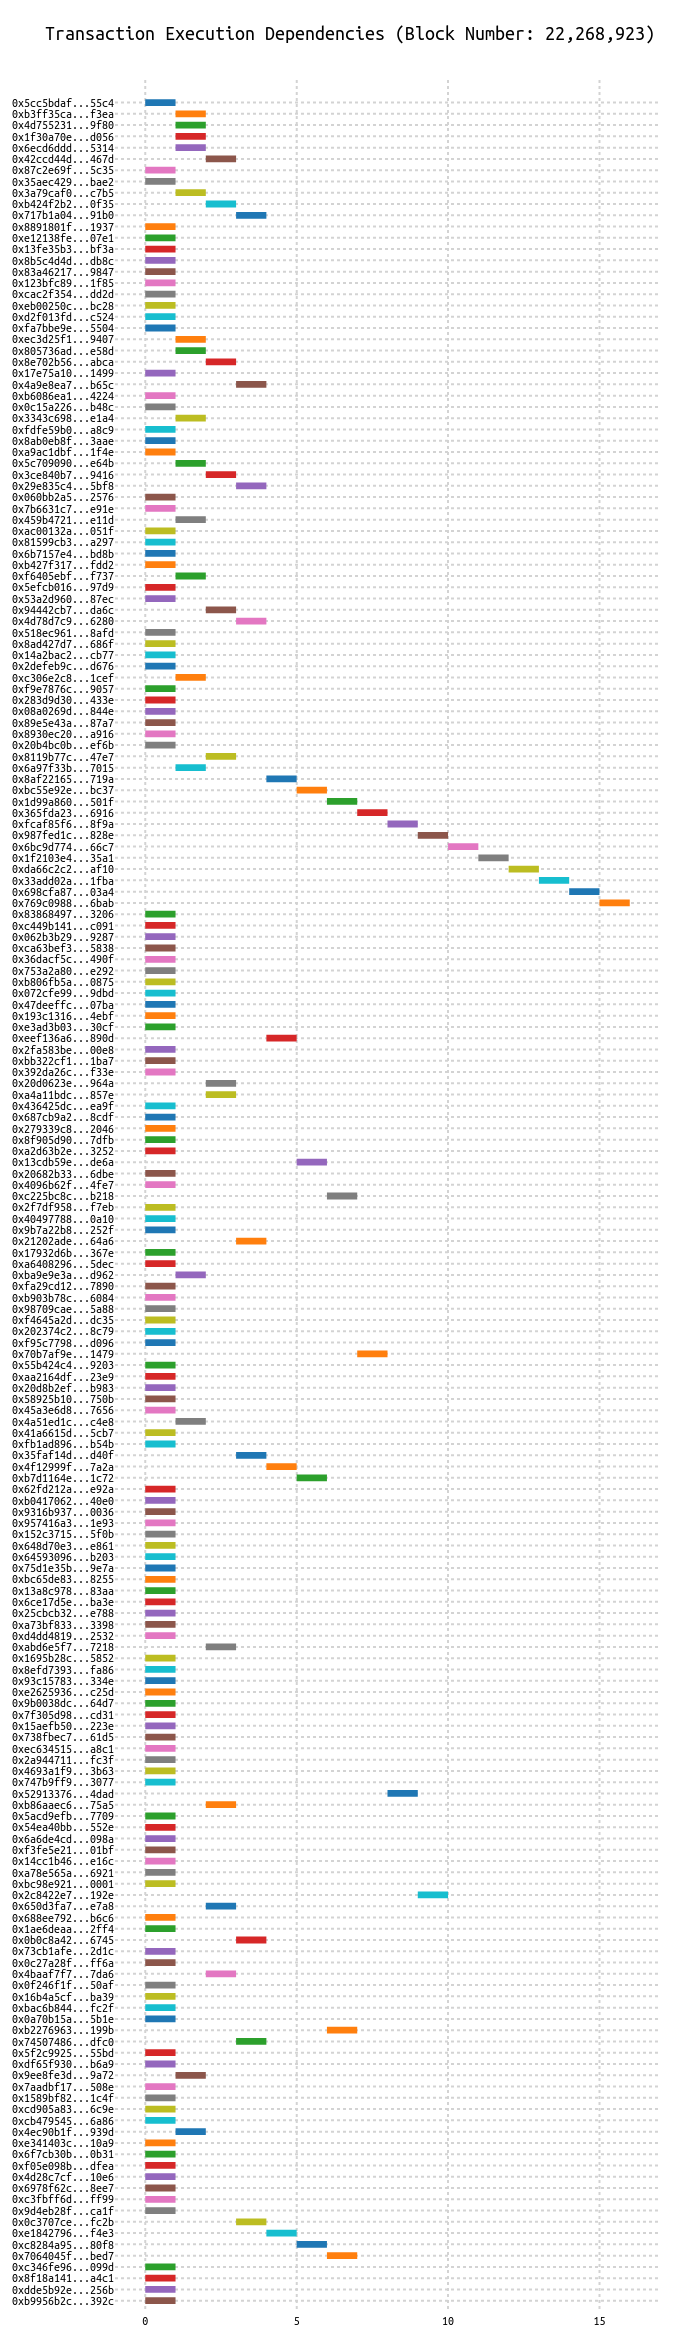 Transaction Execution Dependencies (Block Number: 22,268,923)
0x5cc5bdaf...55c4
0xb3ff35ca...f3ea
0x4d755231...9f80
0x1f30a70e...d056
0x6ecd6ddd...5314
0x42ccd44d...467d
0x87c2e69f...5c35
0x35aec429...bae2
0x3a79caf0...c7b5
0xb424f2b2...0f35
0x717b1a04...91b0
0x8891801f...1937
0xe12138fe...07e1
0x13fe35b3...bf3a
0x8b5c4d4d...db8c
0x83a46217...9847
0x123bfc89...1f85
0xcac2f354...dd2d
0xeb00250c...bc28
0xd2f013fd...c524
0xfa7bbe9e...5504
0xec3d25f1...9407
0x805736ad...e58d
0x8e702b56...abca
0x17e75a10...1499
0x4a9e8ea7...b65c
0xb6086ea1...4224
0x0c15a226...b48c
0x3343c698...e1a4
0xfdfe59b0...a8c9
0x8ab0eb8f...3aae
0xa9ac1dbf...1f4e
0x5c709090...e64b
0x3ce840b7...9416
0x29e835c4...5bf8
0x060bb2a5...2576
0x7b6631c7...e91e
0x459b4721...e11d
0xac00132a...051f
0x81599cb3...a297
0x6b7157e4...bd8b
0xb427f317...fdd2
0xf6405ebf...f737
0x5efcb016...97d9
0x53a2d960...87ec
0x94442cb7...da6c
0x4d78d7c9...6280
0x518ec961...8afd
0x8ad427d7...686f
0x14a2bac2...cb77
0x2defeb9c...d676
0xc306e2c8...1cef
0xf9e7876c...9057
0x283d9d30...433e
0x08a0269d...844e
0x89e5e43a...87a7
0x8930ec20...a916
0x20b4bc0b...ef6b
0x8119b77c...47e7
0x6a97f33b...7015
0x8af22165...719a
0xbc55e92e...bc37
0x1d99a860...501f
0x365fda23...6916
0xfcaf85f6...8f9a
0x987fed1c...828e
0x6bc9d774...66c7
0x1f2103e4...35a1
0xda66c2c2...af10
0x33add02a...1fba
0x698cfa87...03a4
0x769c0988...6bab
0x83868497...3206
0xc449b141...c091
0x062b3b29...9287
0xca63bef3...5838
0x36dacf5c...490f
0x753a2a80...e292
0xb806fb5a...0875
0x072cfe99...9dbd
0x47deeffc...07ba
0x193c1316...4ebf
0xe3ad3b03...30cf
0xeef136a6...890d
0x2fa583be...00e8
0xbb322cf1...1ba7
0x392da26c...f33e
0x20d0623e...964a
0xa4a11bdc...857e
0x436425dc...ea9f
0x687cb9a2...8cdf
0x279339c8...2046
0x8f905d90...7dfb
0xa2d63b2e...3252
0x13cdb59e...de6a
0x20682b33...6dbe
0x4096b62f...4fe7
0xc225bc8c...b218
0x2f7df958...f7eb
0x40497788...0a10
0x9b7a22b8...252f
0x21202ade...64a6
0x17932d6b...367e
0xa6408296...5dec
0xba9e9e3a...d962
0xfa29cd12...7890
0xb903b78c...6084
0x98709cae...5a88
0xf4645a2d...dc35
0x202374c2...8c79
0xf95c7798...d096
0x70b7af9e...1479
0x55b424c4...9203
0xaa2164df...23e9
0x20d8b2ef...b983
0x58925b10...750b
0x45a3e6d8...7656
0x4a51ed1c...c4e8
0x41a6615d...5cb7
0xfb1ad896...b54b
0x35faf14d...d40f
0x4f12999f...7a2a
0xb7d1164e...1c72
0x62fd212a...e92a
0xb0417062...40e0
0x9316b937...0036
0x957416a3...1e93
0x152c3715...5f0b
0x648d70e3...e861
0x64593096...b203
0x75d1e35b...9e7a
0xbc65de83...8255
0x13a8c978...83aa
0x6ce17d5e...ba3e
0x25cbcb32...e788
0xa73bf833...3398
0xd4dd4819...2532
0xabd6e5f7...7218
0x1695b28c...5852
0x8efd7393...fa86
0x93c15783...334e
0xe2625936...c25d
0x9b0038dc...64d7
0x7f305d98...cd31
0x15aefb50...223e
0x738fbec7...61d5
0xec634515...a8c1
0x2a944711...fc3f
0x4693a1f9...3b63
0x747b9ff9...3077
0x52913376...4dad
0xb86aaec6...75a5
0x5acd9efb...7709
0x54ea40bb...552e
0x6a6de4cd...098a
0xf3fe5e21...01bf
0x14cc1b46...e16c
0xa78e565a...6921
0xbc98e921...0001
0x2c8422e7...192e
0x650d3fa7...e7a8
0x688ee792...b6c6
0x1ae6deaa...2ff4
0x0b0c8a42...6745
0x73cb1afe...2d1c
0x0c27a28f...ff6a
0x4baaf7f7...7da6
0x0f246f1f...50af
0x16b4a5cf...ba39
0xbac6b844...fc2f
0x0a70b15a...5b1e
0xb2276963...199b
0x74507486...dfc0
0x5f2c9925...55bd
0xdf65f930...b6a9
0x9ee8fe3d...9a72
0x7aadbf17...508e
0x1589bf82...1c4f
0xcd905a83...6c9e
0xcb479545...6a86
0x4ec90b1f...939d
0xe341403c...10a9
0x6f7cb30b...0b31
0xf05e098b...dfea
0x4d28c7cf...10e6
0x6978f62c...8ee7
0xc3fbff6d...ff99
0x9d4eb28f...ca1f
0x0c3707ce...fc2b
0xe1842796...f4e3
0xc8284a95...80f8
0x7064045f...bed7
0xc346fe96...099d
0x8f18a141...a4c1
0xdde5b92e...256b
0xb9956b2c...392c
0 5 10 15